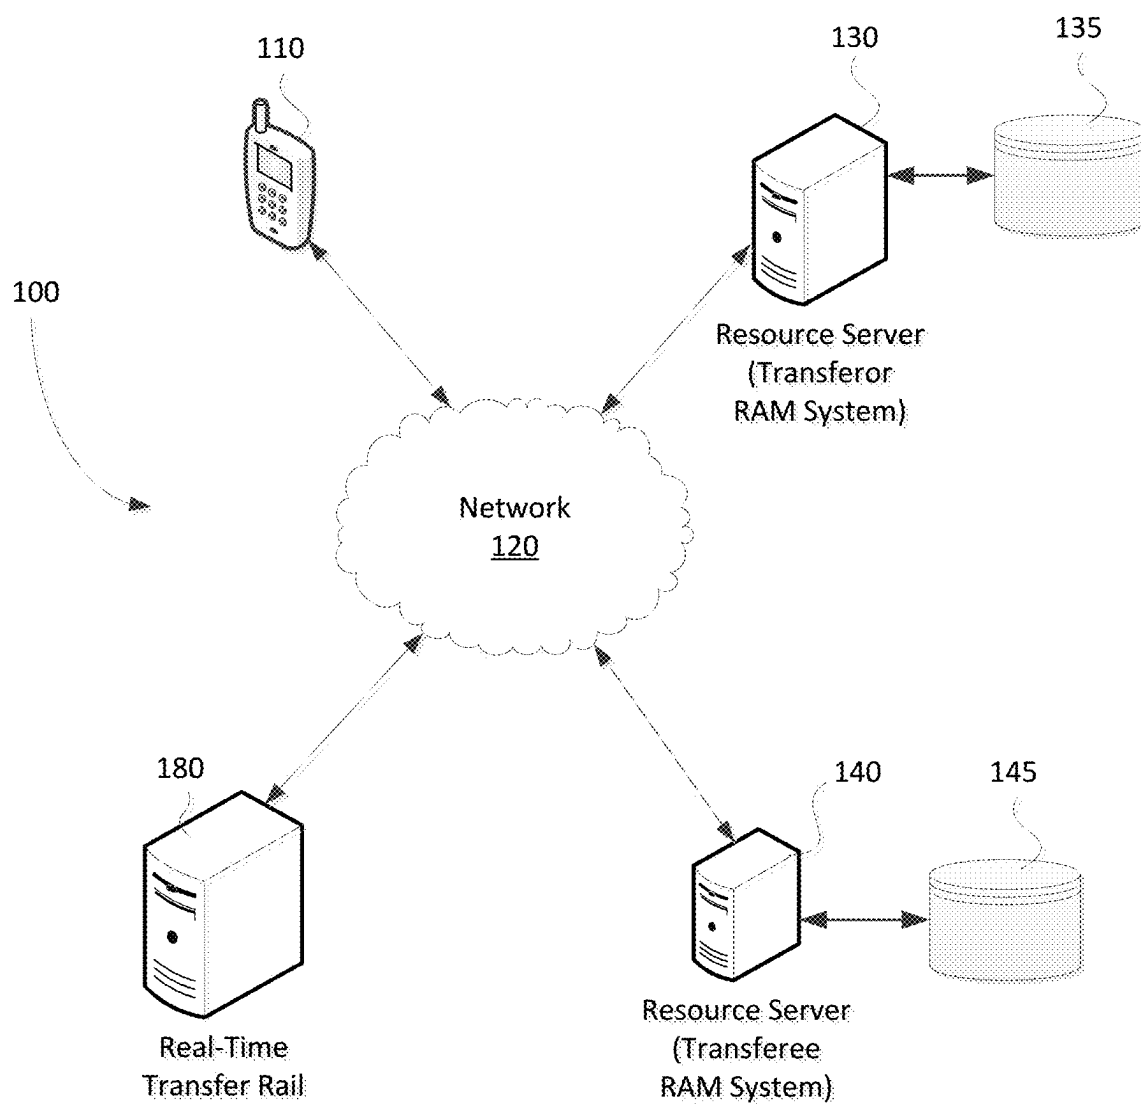 110
130
135
100
Resource Server
(Transferor
RAM System)
Network
120
180
Real-Time
Transfer Rail
140
145
Resource Server
(Transferee
RAM System)